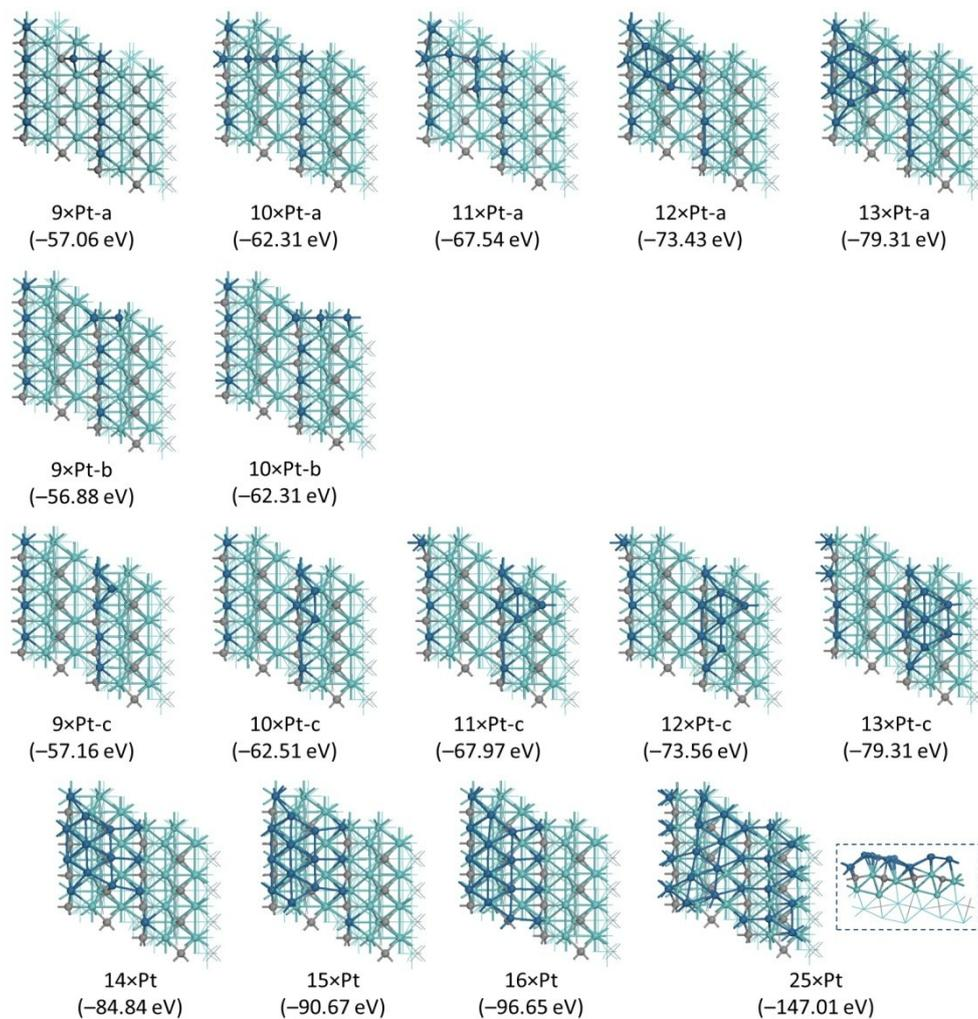 9×Pt-a
(–57.06 eV)
10×Pt-a
(–62.31 eV)
11×Pt-a
(–67.54 eV)
12×Pt-a
(–73.43 eV)
13×Pt-a
(–79.31 eV)
9×Pt-b
(–56.88 eV)
10×Pt-b
(–62.31 eV)
9×Pt-c
(–57.16 eV)
10×Pt-c
(–62.51 eV)
11×Pt-c
(–67.97 eV)
12×Pt-c
(–73.56 eV)
13×Pt-c
(–79.31 eV)
14×Pt
(–84.84 eV)
15×Pt
(–90.67 eV)
16×Pt
(–96.65 eV)
25×Pt
(–147.01 eV)